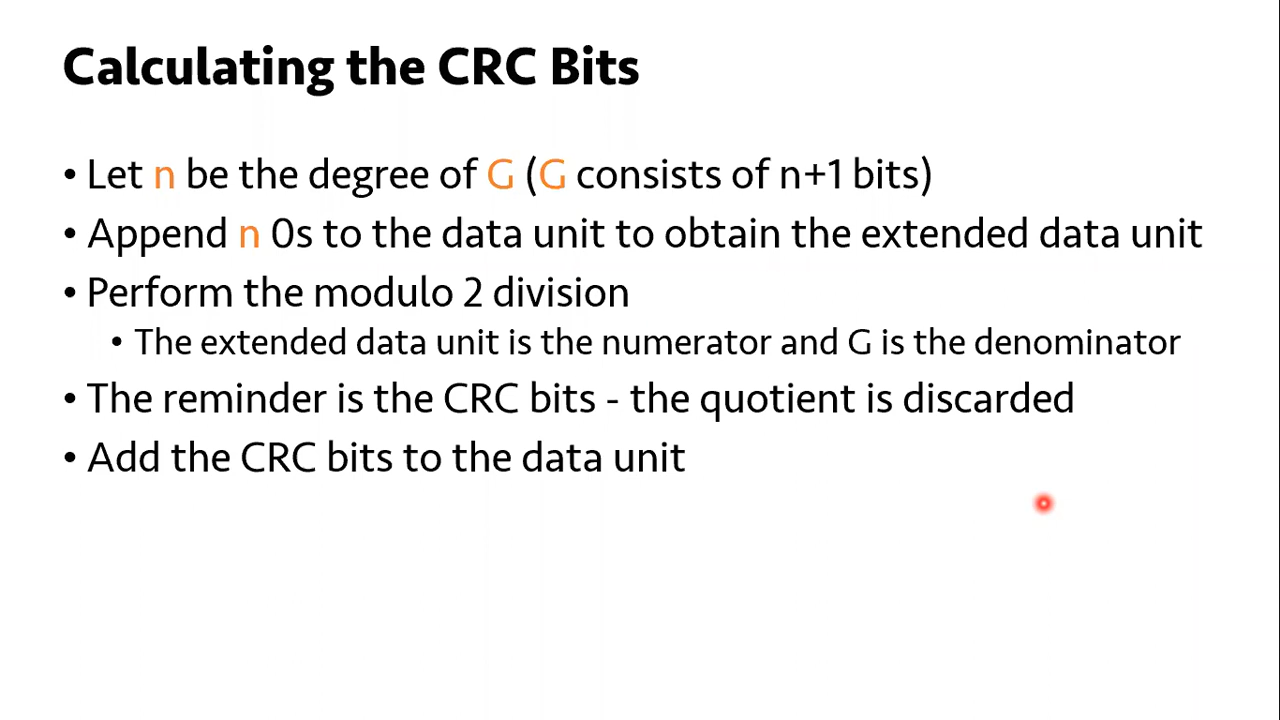 Calculating the CRC Bits
• Let n be the degree of G (G consists of n+1 bits)
• Append n 0s to the data unit to obtain the extended data unit
• Perform the modulo 2 division
• The extended data unit is the numerator and G is the denominator
• The reminder is the CRC bits - the quotient is discarded
• Add the CRC bits to the data unit